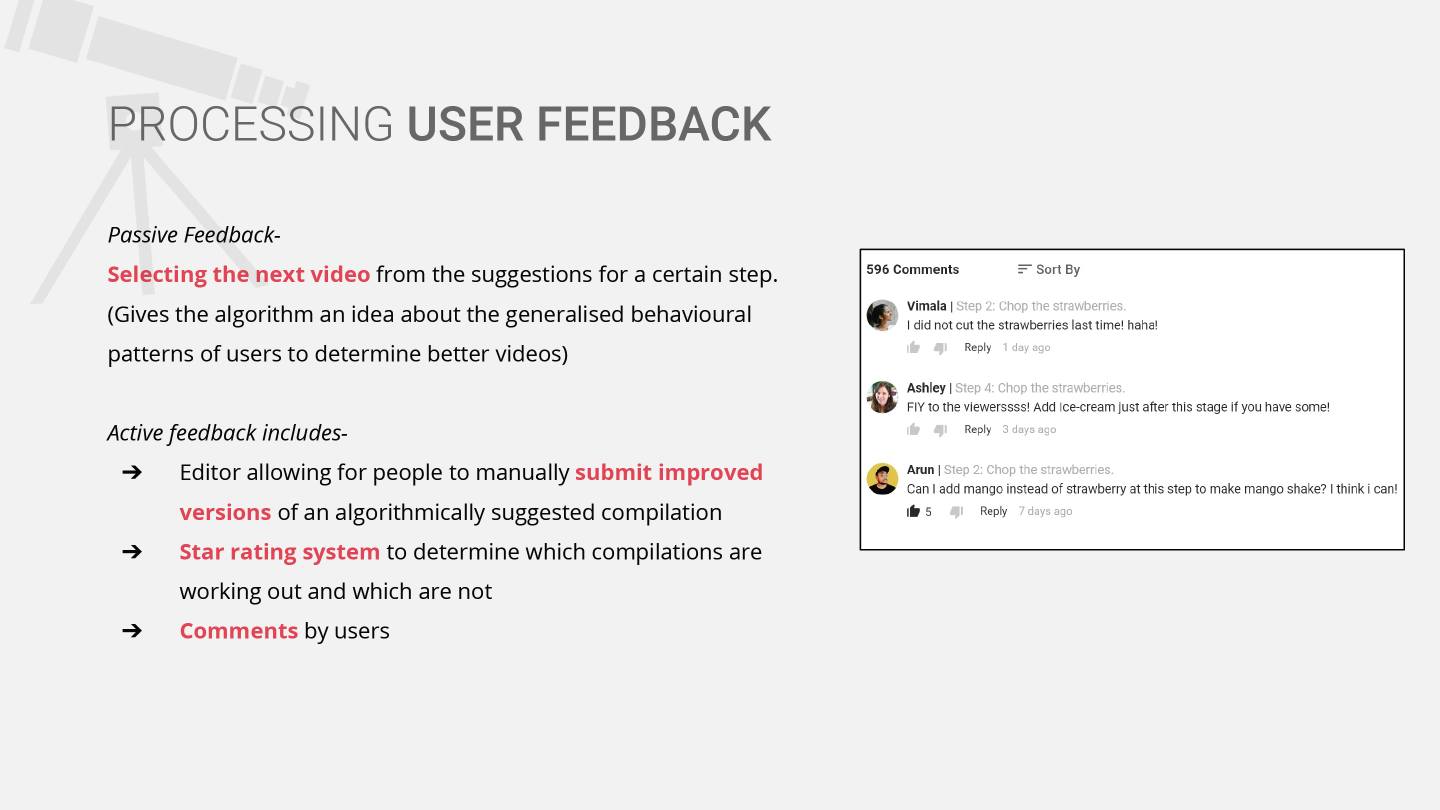 PROCESSING USER FEEDBACK
Passive Feedback-
Selecting the next video from the suggestions for a certain step.
(Gives the algorithm an idea about the generalised behavioural
patterns of users to determine better videos)
Active feedback includes-
➔ Editor allowing for people to manually submit improved
versions of an algorithmically suggested compilation
➔ Star rating system to determine which compilations are
working out and which are not
➔ Comments by users
596 Comments Sort By
Vimala | Step 2: Chop the strawberries.
I did not cut the strawberries last time! haha!
Reply 1 day ago
Ashley | Step 4: Chop the strawberries.
FIY to the viewerssss! Add Ice-cream just after this stage if you have some!
Reply 3 days ago
Arun | Step 2: Chop the strawberries.
Can I add mango instead of strawberry at this step to make mango shake? I think i can!
5 Reply 7 days ago